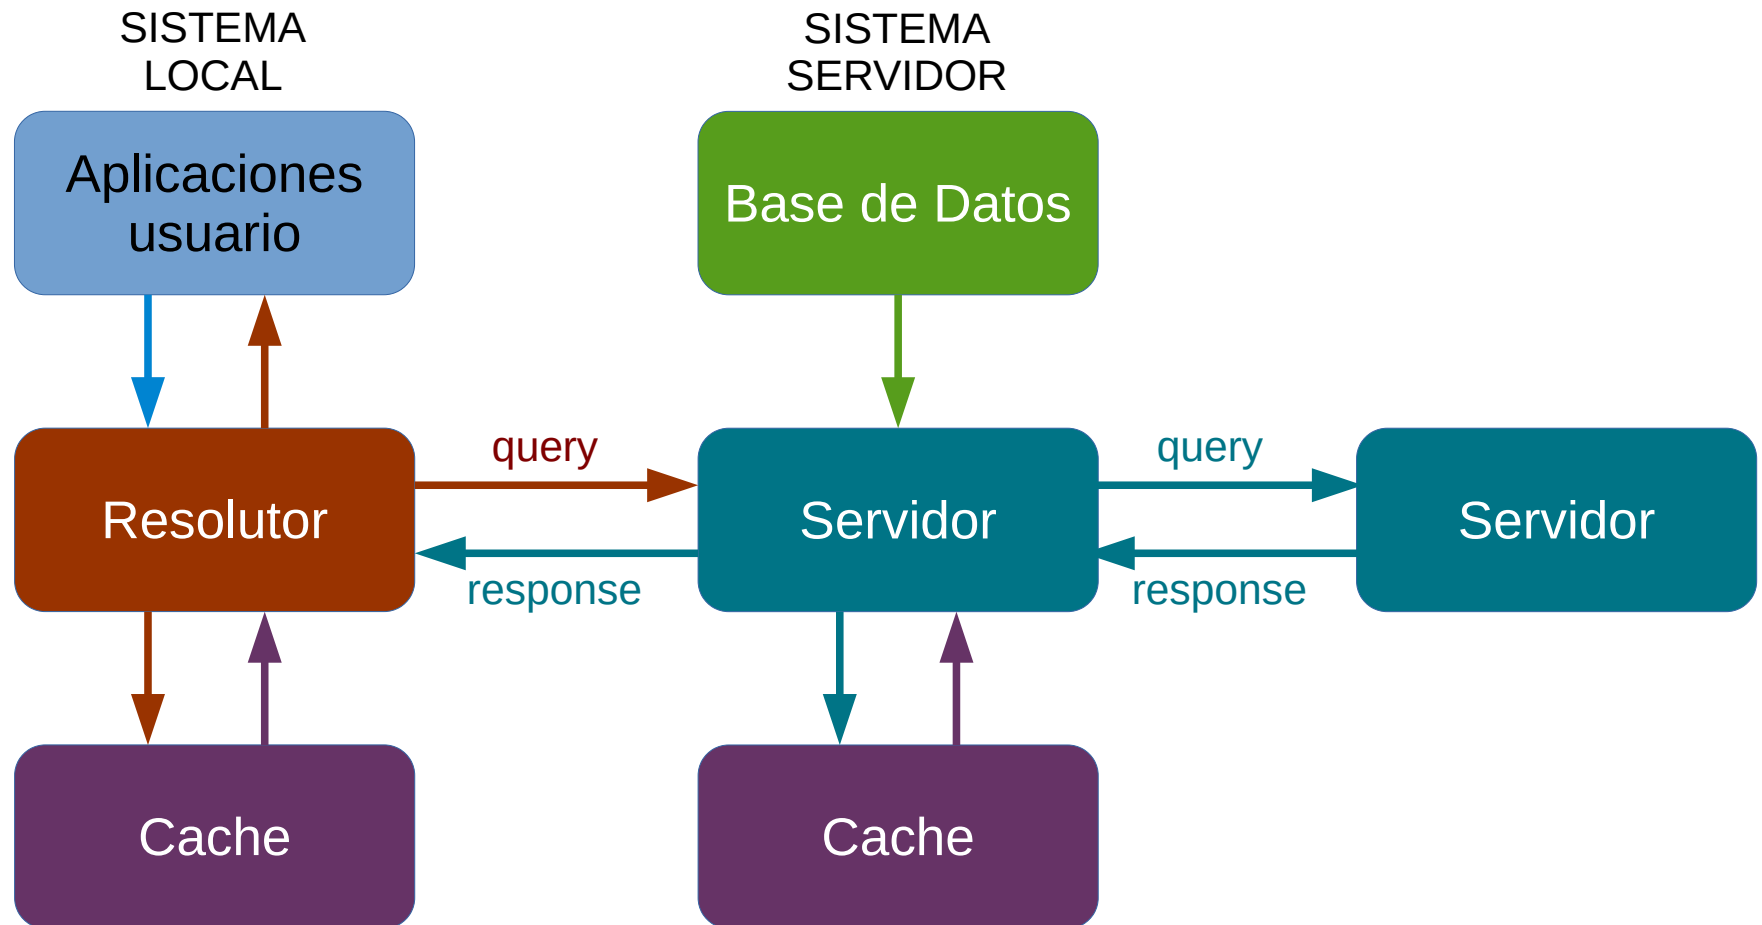 SISTEMA
LOCAL
SISTEMA
SERVIDOR
Aplicaciones
usuario
Base de Datos
query
query
Resolutor
Servidor
Servidor
response
response
Cache
Cache